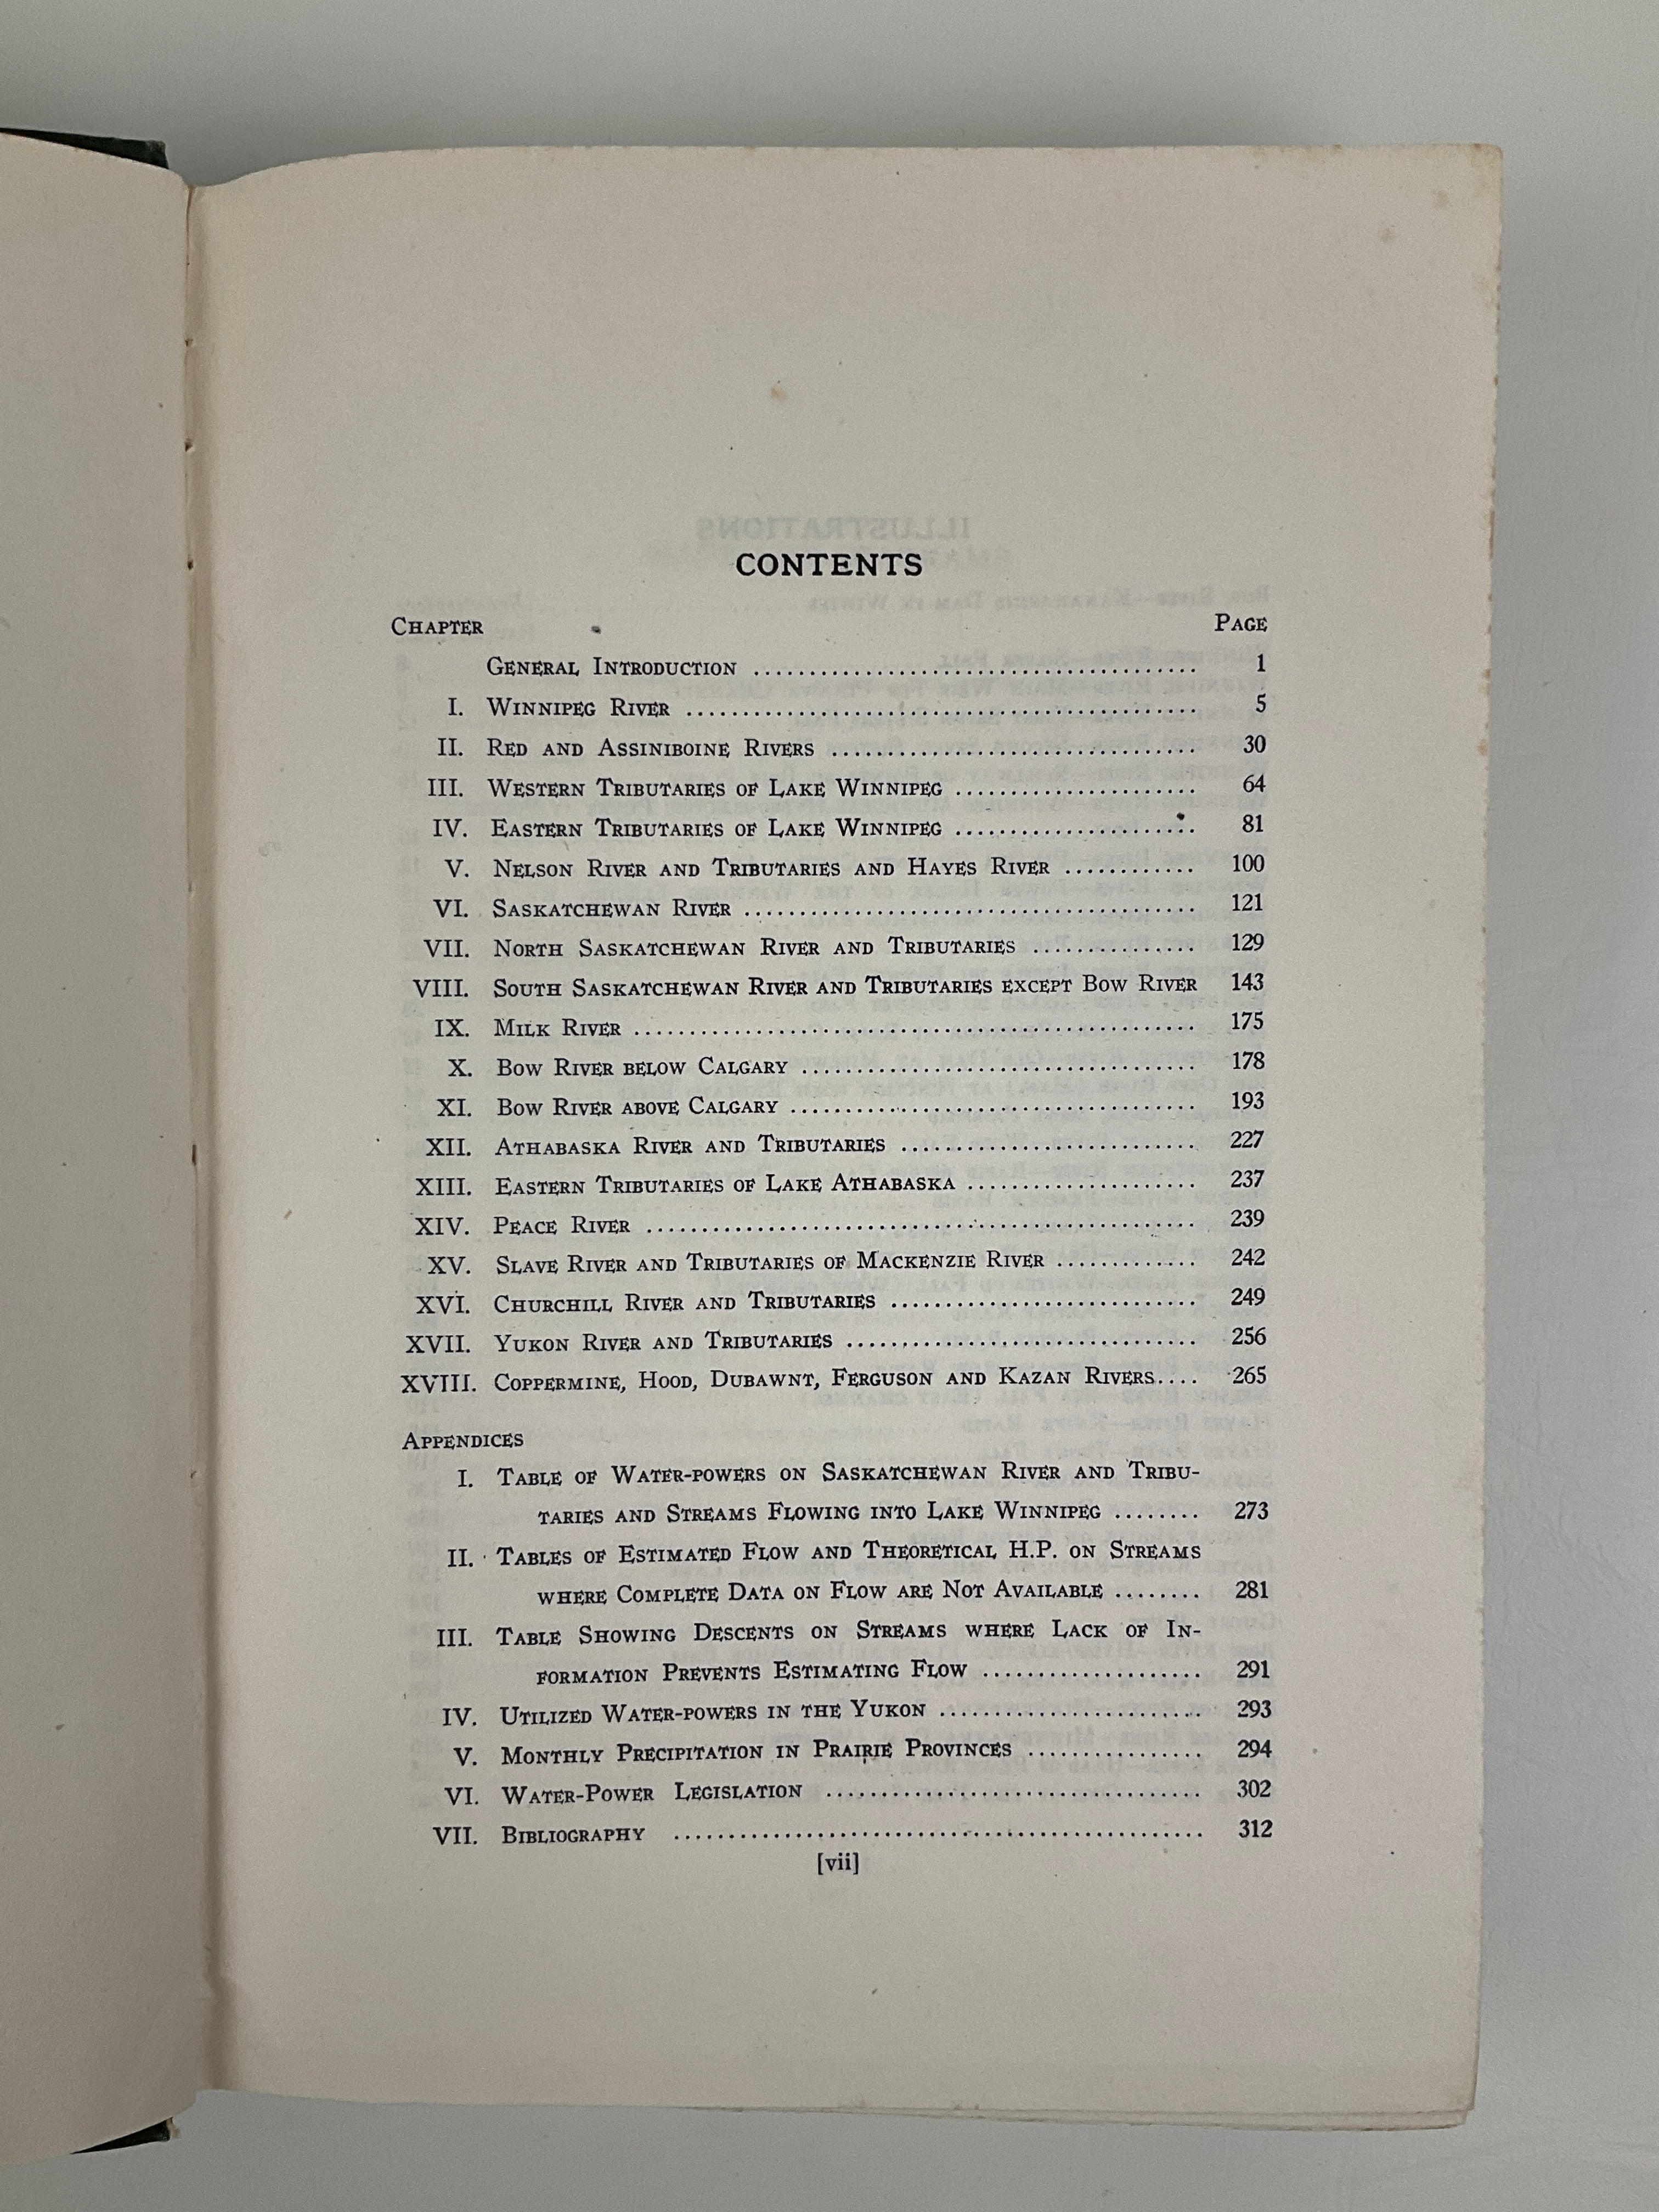 CONTENTS
CHAPTER PAGE
GENERAL INTRODUCTION ........................................ 1
I. WINNIPEG RIVER .............................................. 5
II. RED AND ASSINIBOINE RIVERS ................................. 30
III. WESTERN TRIBUTARIES OF LAKE WINNIPEG ...................... 64
IV. EASTERN TRIBUTARIES OF LAKE WINNIPEG ...................... 81
V. NELSON RIVER AND TRIBUTARIES AND HAYES RIVER ............ 100
VI. SASKATCHEWAN RIVER ......................................... 121
VII. NORTH SASKATCHEWAN RIVER AND TRIBUTARIES ............... 129
VIII. SOUTH SASKATCHEWAN RIVER AND TRIBUTARIES EXCEPT BOW RIVER 143
IX. MILK RIVER ................................................... 175
X. BOW RIVER BELOW CALGARY .................................... 178
XI. BOW RIVER ABOVE CALGARY ..................................... 193
XII. ATHABASKA RIVER AND TRIBUTARIES ........................... 227
XIII. EASTERN TRIBUTARIES OF LAKE ATHABASKA ..................... 237
XIV. PEACE RIVER .................................................. 239
XV. SLAVE RIVER AND TRIBUTARIES OF MACKENZIE RIVER ............. 242
XVI. CHURCHILL RIVER AND TRIBUTARIES ............................ 249
XVII. YUKON RIVER AND TRIBUTARIES ................................ 256
XVIII. COPPERMINE, HOOD, DUBAWNT, FERGUSON AND KAZAN RIVERS.... 265
APPENDICES
I. TABLE OF WATER-POWERS ON SASKATCHEWAN RIVER AND TRIBU-
TARIES AND STREAMS FLOWING INTO LAKE WINNIPEG ........ 273
II. TABLES OF ESTIMATED FLOW AND THEORETICAL H.P. ON STREAMS
WHERE COMPLETE DATA ON FLOW ARE NOT AVAILABLE ........ 281
III. TABLE SHOWING DESCENTS ON STREAMS WHERE LACK OF IN-
FORMATION PREVENTS ESTIMATING FLOW .................... 291
IV. UTILIZED WATER-POWERS IN THE YUKON ........................ 293
V. MONTHLY PRECIPITATION IN PRAIRIE PROVINCES ................ 294
VI. WATER-POWER LEGISLATION .................................. 302
VII. BIBLIOGRAPHY ............................................... 312
[vii]